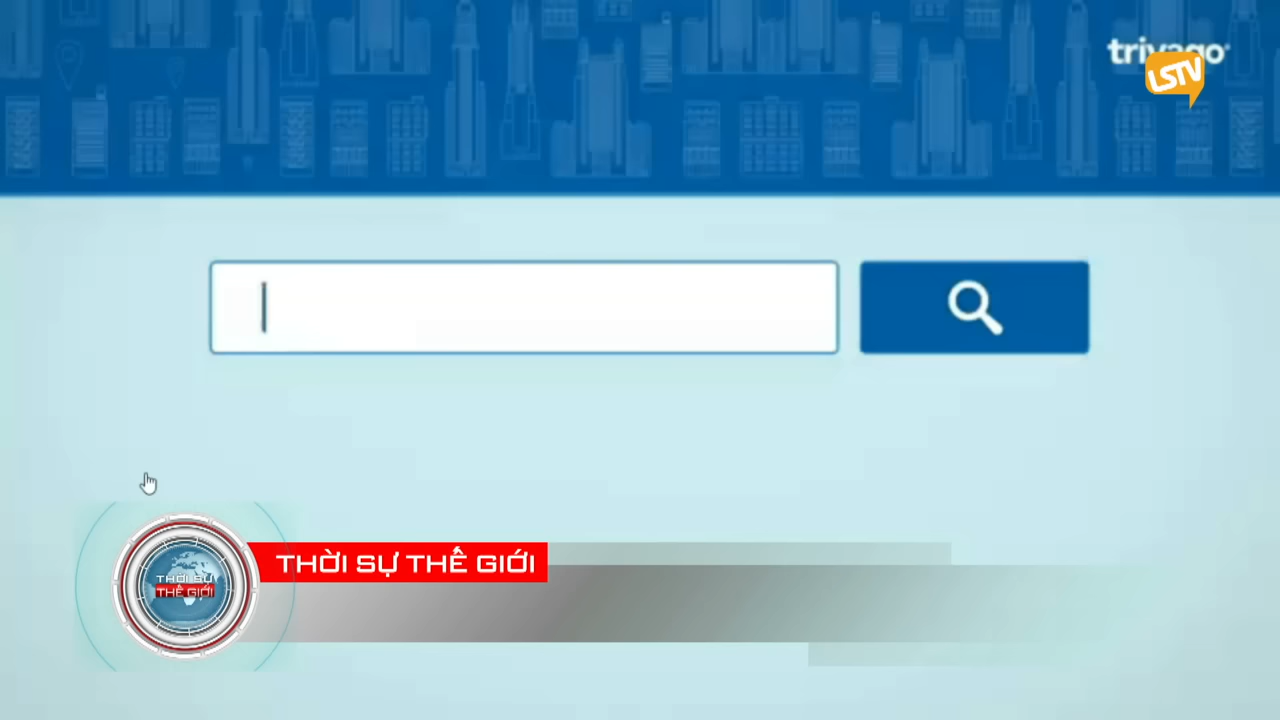 trivago
LSTV
THỜI SỰ THẾ GIỚI
THỜI SỰ
THẾ GIỚI